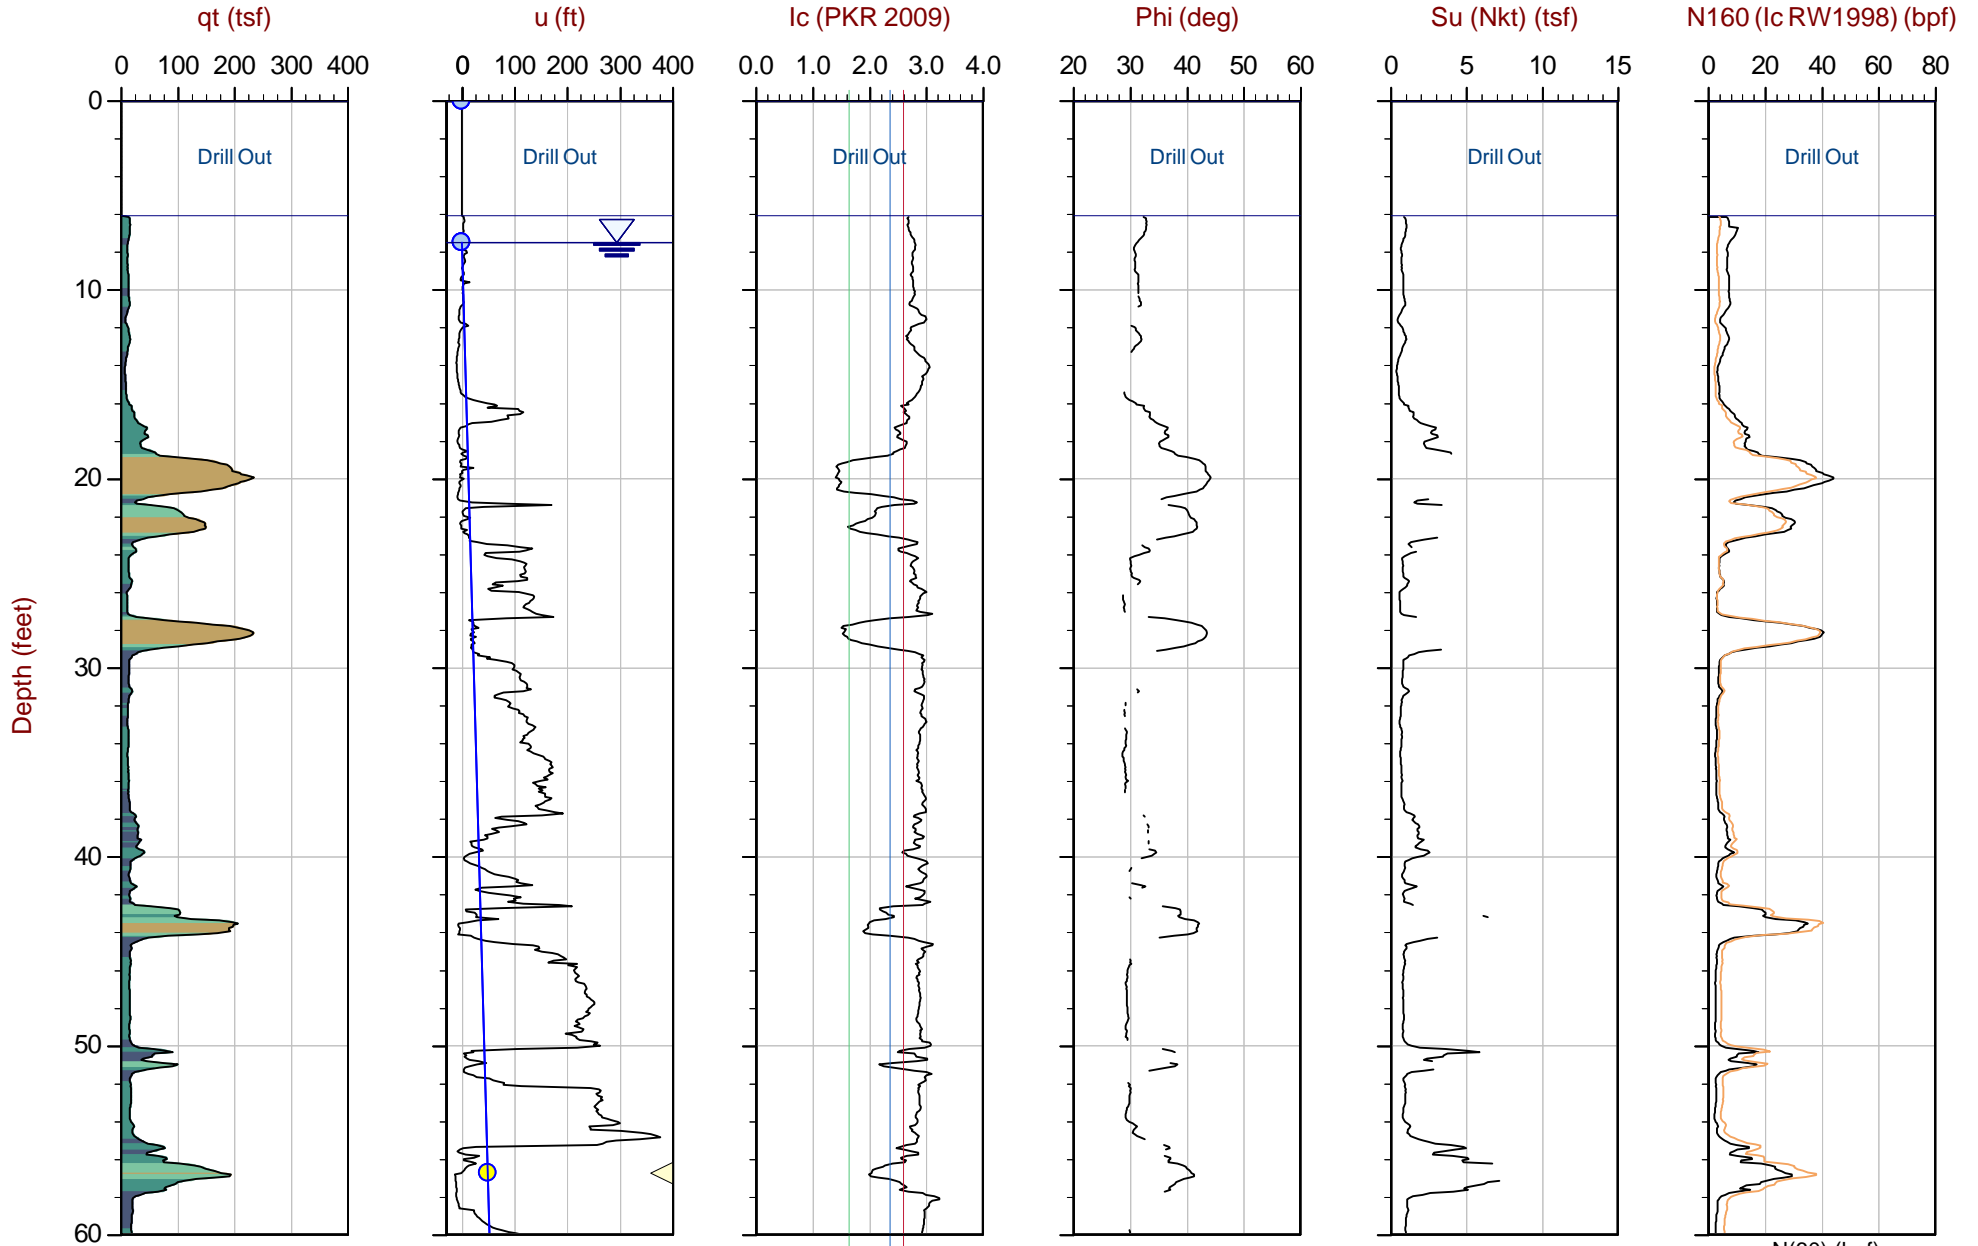 qt (tsf) u (ft) Ic (PKR 2009) Phi (deg) Su (Nkt) (tsf) N160 (Ic RW1998) (bpf)
0 100 200 300 400 0 100 200 300 400 0.0 1.0 2.0 3.0 4.0 20 30 40 50 60 0 5 10 15 0 20 40 60 80
0
Drill Out Drill Out Drill Out Drill Out Drill Out Drill Out
10
20
30
Depth (feet)
40
50
60